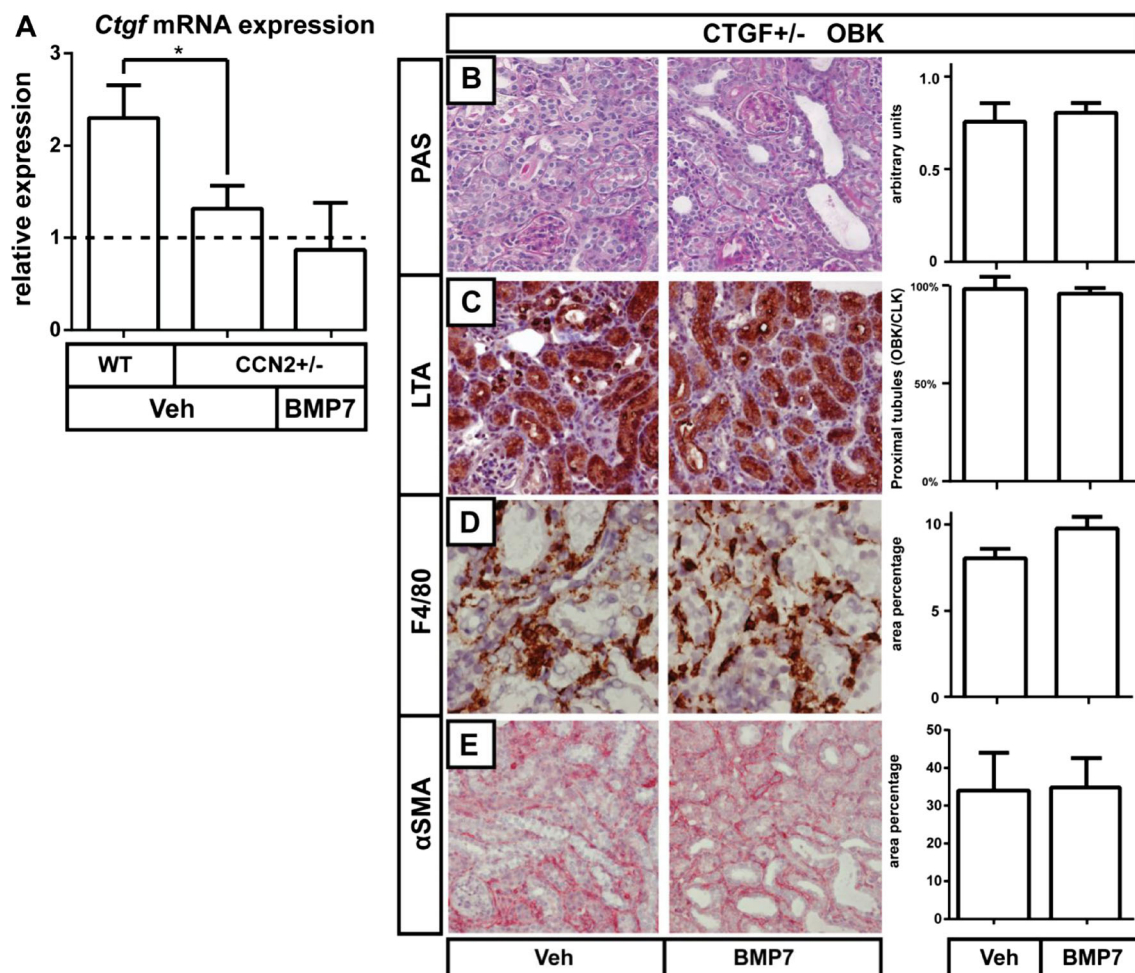 A
Ctgf mRNA expression
*
relative expression
3
2
1
0
WT
CCN2+/-
Veh
BMP7
CTGF+/- OBK
PAS
B
arbitrary units
1.0
0.5
0
LTA
C
Proximal tubules (OBK/CLK)
100%
50%
0%
F4/80
D
area percentage
10
5
0
αSMA
E
area percentage
50
40
30
20
10
0
Veh
BMP7
Veh
BMP7